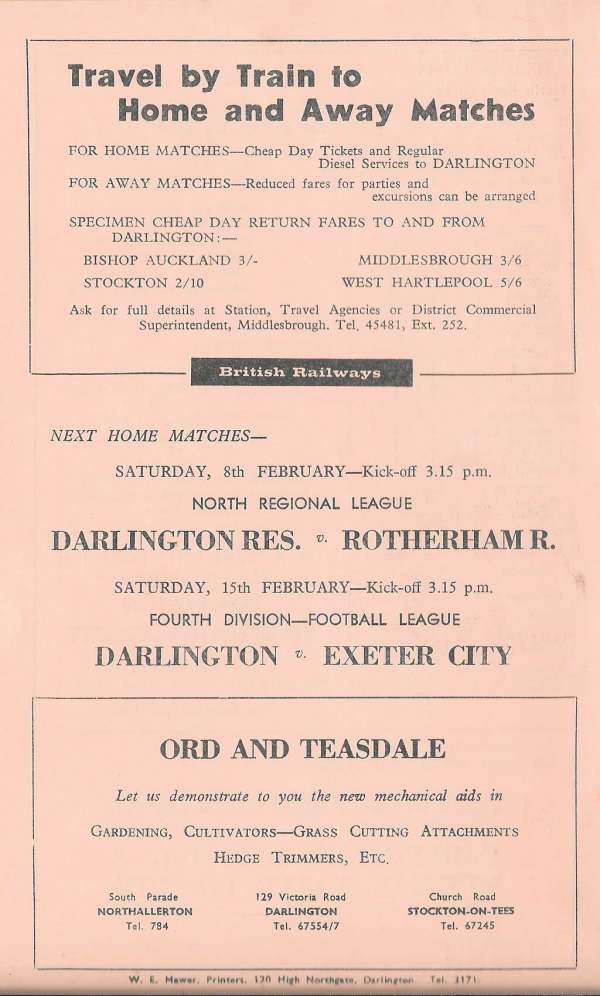 Travel by Train to
Home and Away Matches
FOR HOME MATCHES—Cheap Day Tickets and Regular
Diesel Services to DARLINGTON
FOR AWAY MATCHES—Reduced fares for parties and
excursions can be arranged
SPECIMEN CHEAP DAY RETURN FARES TO AND FROM
DARLINGTON:—
BISHOP AUCKLAND 3/- MIDDLESBROUGH 3/6
STOCKTON 2/10 WEST HARTLEPOOL 5/6
Ask for full details at Station, Travel Agencies or District Commercial
Superintendent, Middlesbrough. Tel. 45481, Ext. 252.
British Railways
NEXT HOME MATCHES—
SATURDAY, 8th FEBRUARY—Kick-off 3.15 p.m.
NORTH REGIONAL LEAGUE
DARLINGTON RES. v. ROTHERHAM R.
SATURDAY, 15th FEBRUARY—Kick-off 3.15 p.m.
FOURTH DIVISION—FOOTBALL LEAGUE
DARLINGTON v. EXETER CITY
ORD AND TEASDALE
Let us demonstrate to you the new mechanical aids in
GARDENING, CULTIVATORS—GRASS CUTTING ATTACHMENTS
HEDGE TRIMMERS, ETC.
South Parade 129 Victoria Road Church Road
NORTHALLERTON DARLINGTON STOCKTON-ON-TEES
Tel. 784 Tel. 67554/7 Tel. 67245
W. E. Mawer, Printers, 120 High Northgate, Darlington. Tel. 3171